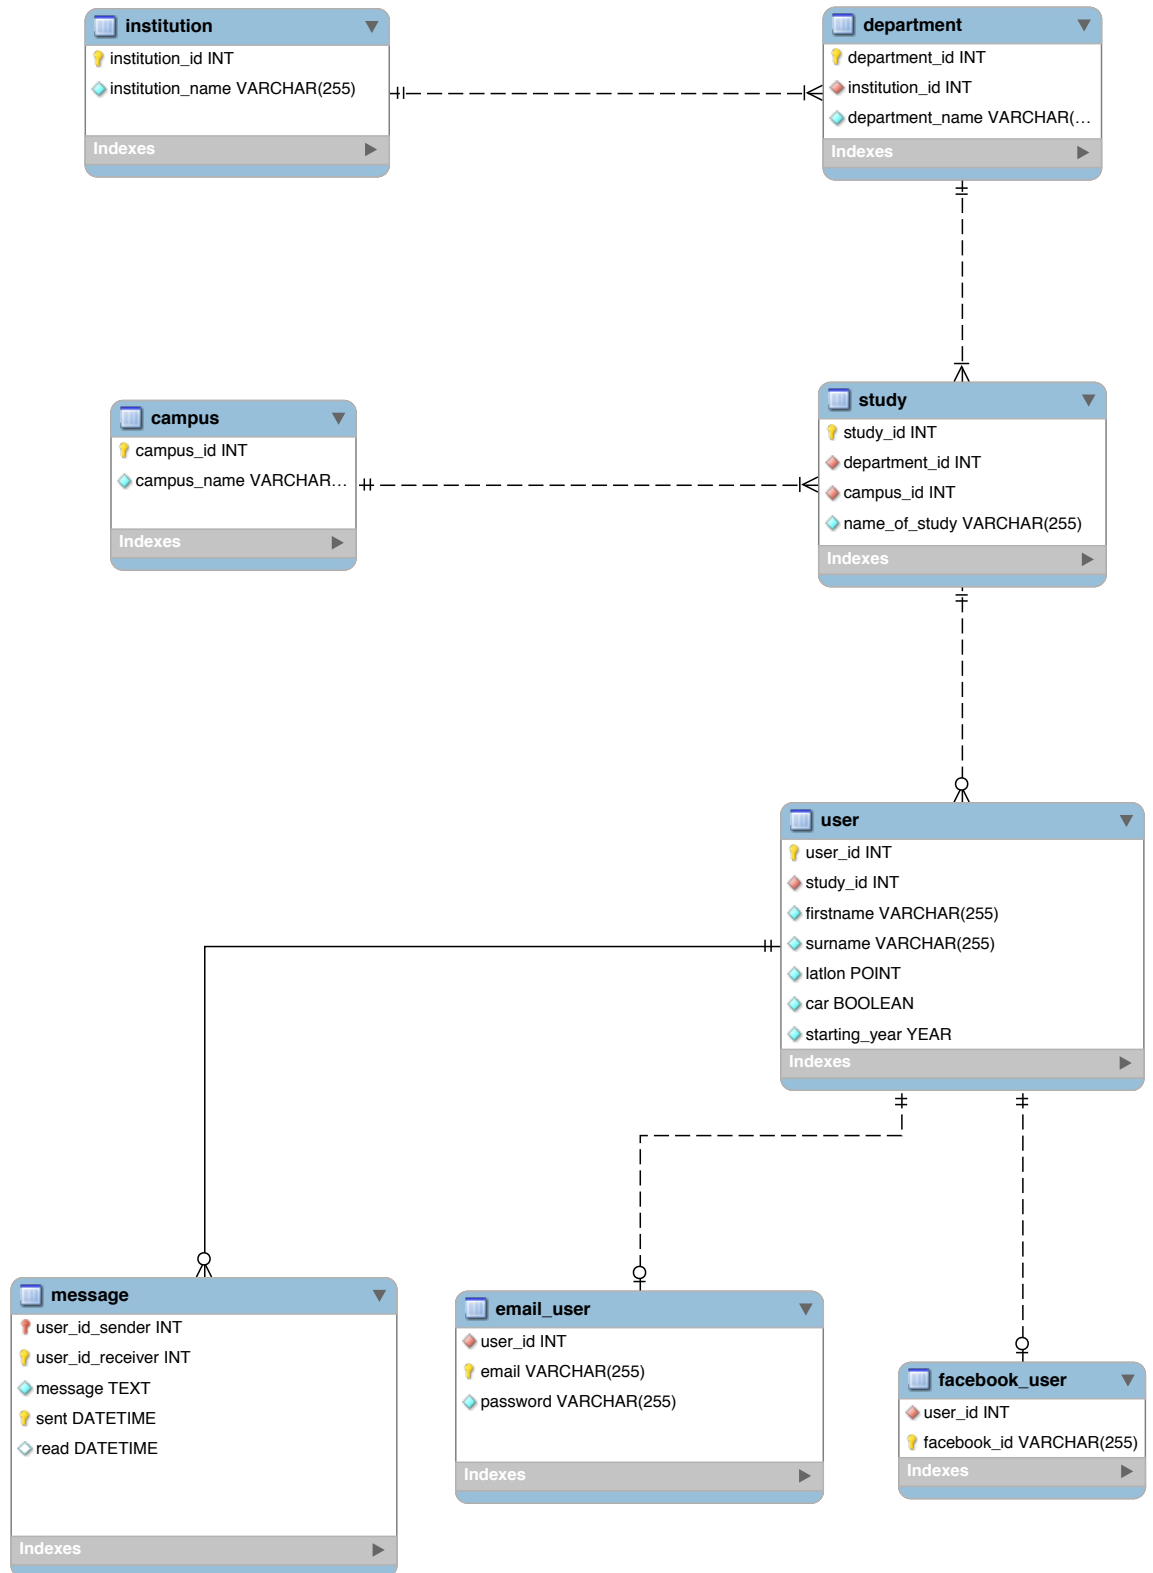 institution
institution_id INT
institution_name VARCHAR(255)
Indexes
department
department_id INT
institution_id INT
department_name VARCHAR(...
Indexes
campus
campus_id INT
campus_name VARCHAR...
Indexes
study
study_id INT
department_id INT
campus_id INT
name_of_study VARCHAR(255)
Indexes
user
user_id INT
study_id INT
firstname VARCHAR(255)
surname VARCHAR(255)
latlon POINT
car BOOLEAN
starting_year YEAR
Indexes
message
user_id_sender INT
user_id_receiver INT
message TEXT
sent DATETIME
read DATETIME
Indexes
email_user
user_id INT
email VARCHAR(255)
password VARCHAR(255)
Indexes
facebook_user
user_id INT
facebook_id VARCHAR(255)
Indexes